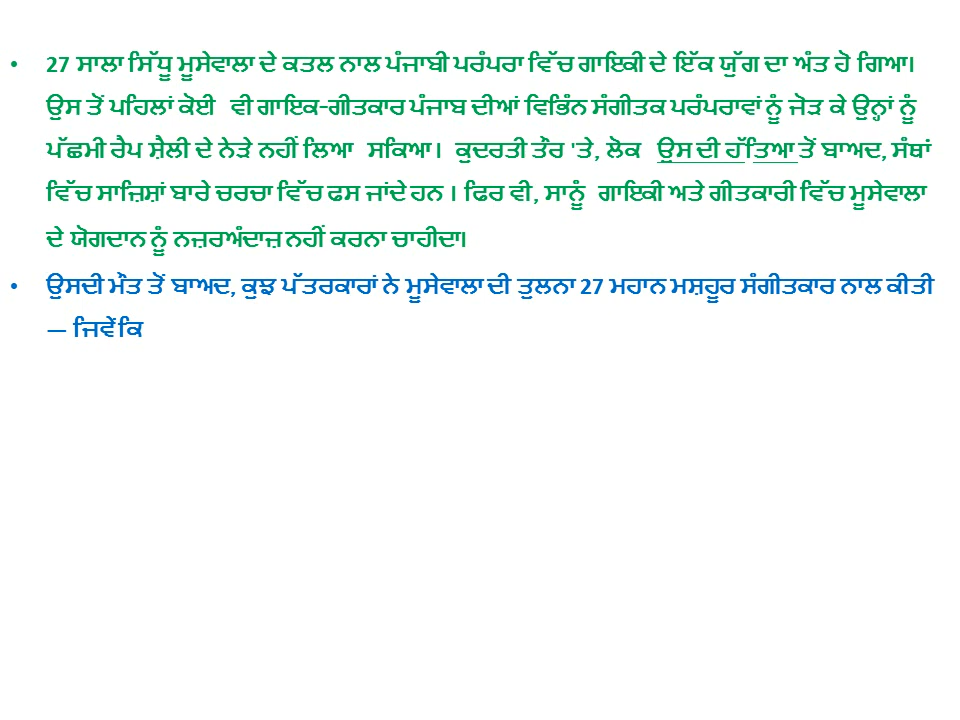 • 27 ਸਾਲਾ ਸਿੱਧੂ ਮੂਸੇਵਾਲਾ ਦੇ ਕਤਲ ਨਾਲ ਪੰਜਾਬੀ ਪਰੰਪਰਾ ਵਿੱਚ ਗਾਇਕੀ ਦੇ ਇੱਕ ਯੁੱਗ ਦਾ ਅੰਤ ਹੋ ਗਿਆ।
ਉਸ ਤੋਂ ਪਹਿਲਾਂ ਕੋਈ ਵੀ ਗਾਇਕ-ਗੀਤਕਾਰ ਪੰਜਾਬ ਦੀਆਂ ਵਿਭਿੰਨ ਸੰਗੀਤਕ ਪਰੰਪਰਾਵਾਂ ਨੂੰ ਜੋੜ ਕੇ ਉਨ੍ਹਾਂ ਨੂੰ
ਪੱਛਮੀ ਰੈਪ ਸ਼ੈਲੀ ਦੇ ਨੇੜੇ ਨਹੀਂ ਲਿਆ ਸਕਿਆ। ਕੁਦਰਤੀ ਤੌਰ 'ਤੇ, ਲੋਕ ਉਸ ਦੀ ਹੱਤਿਆ ਤੋਂ ਬਾਅਦ, ਸੱਥਾਂ
ਵਿੱਚ ਸਾਜ਼ਿਸ਼ਾਂ ਬਾਰੇ ਚਰਚਾ ਵਿੱਚ ਫਸ ਜਾਂਦੇ ਹਨ । ਫਿਰ ਵੀ, ਸਾਨੂੰ ਗਾਇਕੀ ਅਤੇ ਗੀਤਕਾਰੀ ਵਿੱਚ ਮੂਸੇਵਾਲਾ
ਦੇ ਯੋਗਦਾਨ ਨੂੰ ਨਜ਼ਰਅੰਦਾਜ਼ ਨਹੀਂ ਕਰਨਾ ਚਾਹੀਦਾ।
• ਉਸਦੀ ਮੌਤ ਤੋਂ ਬਾਅਦ, ਕੁਝ ਪੱਤਰਕਾਰਾਂ ਨੇ ਮੂਸੇਵਾਲਾ ਦੀ ਤੁਲਨਾ 27 ਮਹਾਨ ਮਸ਼ਹੂਰ ਸੰਗੀਤਕਾਰ ਨਾਲ ਕੀਤੀ
— ਜਿਵੇਂ ਕਿ